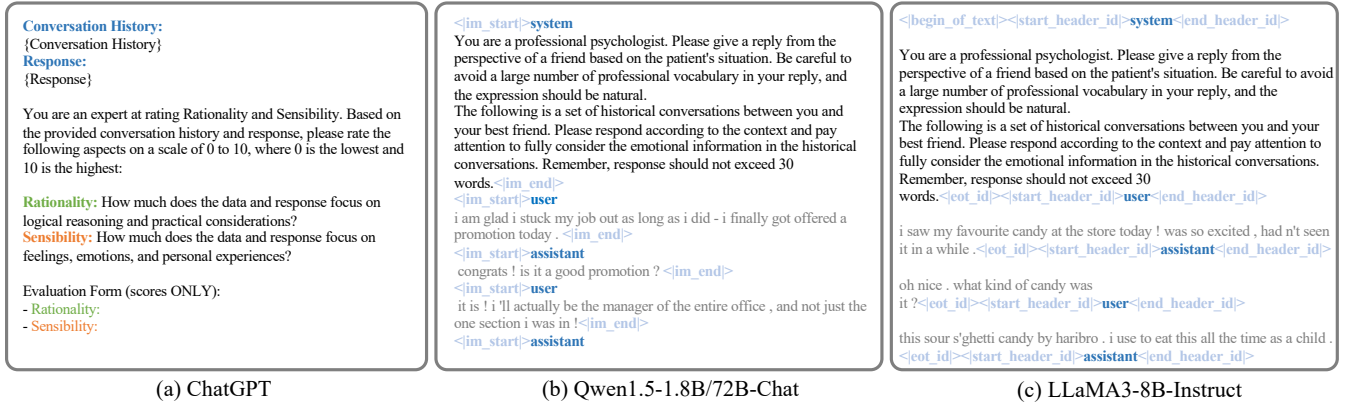 Conversation History:
{Conversation History}
Response:
{Response}
You are an expert at rating Rationality and Sensibility. Based on
the provided conversation history and response, please rate the
following aspects on a scale of 0 to 10, where 0 is the lowest and
10 is the highest:
Rationality: How much does the data and response focus on
logical reasoning and practical considerations?
Sensibility: How much does the data and response focus on
feelings, emotions, and personal experiences?
Evaluation Form (scores ONLY):
- Rationality:
- Sensibility:
(a) ChatGPT
<|im_start|>system
You are a professional psychologist. Please give a reply from the
perspective of a friend based on the patient's situation. Be careful to
avoid a large number of professional vocabulary in your reply, and
the expression should be natural.
The following is a set of historical conversations between you and
your best friend. Please respond according to the context and pay
attention to fully consider the emotional information in the historical
conversations. Remember, response should not exceed 30
words.<|im_end|>
<|im_start|>user
i am glad i stuck my job out as long as i did - i finally got offered a
promotion today . <|im_end|>
<|im_start|>assistant
congrats ! is it a good promotion ? <|im_end|>
<|im_start|>user
it is ! i 'll actually be the manager of the entire office , and not just the
one section i was in !<|im_end|>
<|im_start|>assistant
(b) Qwen1.5-1.8B/72B-Chat
<|begin_of_text|><|start_header_id|>system<|end_header_id|>
You are a professional psychologist. Please give a reply from the
perspective of a friend based on the patient's situation. Be careful to avoid
a large number of professional vocabulary in your reply, and the
expression should be natural.
The following is a set of historical conversations between you and your
best friend. Please respond according to the context and pay attention to
fully consider the emotional information in the historical conversations.
Remember, response should not exceed 30
words.<|eot_id|><|start_header_id|>user<|end_header_id|>
i saw my favourite candy at the store today ! was so excited , had n't seen
it in a while .<|eot_id|><|start_header_id|>assistant<|end_header_id|>
oh nice . what kind of candy was
it ?<|eot_id|><|start_header_id|>user<|end_header_id|>
this sour s'ghetti candy by haribro . i use to eat this all the time as a child .
<|eot_id|><|start_header_id|>assistant<|end_header_id|>
(c) LLaMA3-8B-Instruct